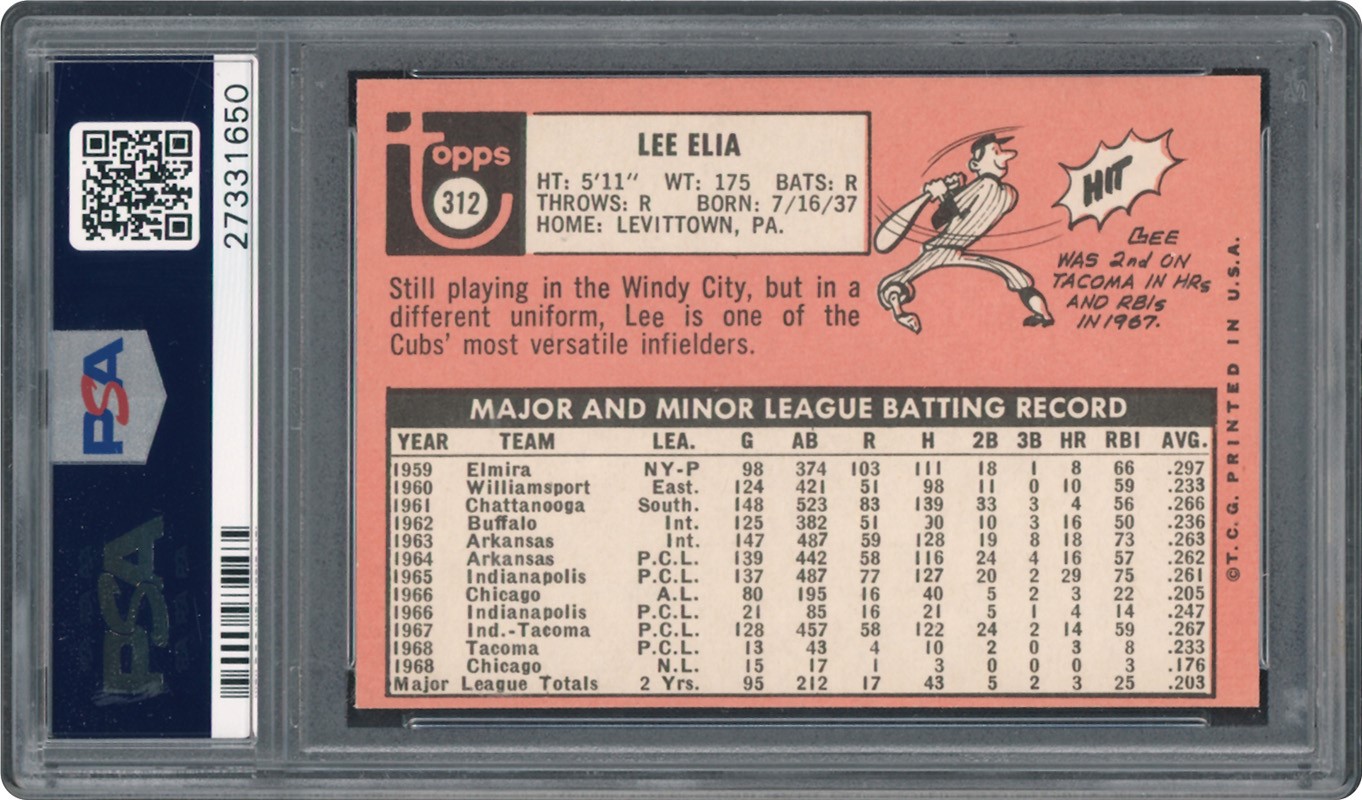 27331650
PSA
PSA
Topps
312
LEE ELIA
HT: 5'11" WT: 175 BATS: R
THROWS: R BORN: 7/16/37
HOME: LEVITTOWN, PA.
HIT
LEE
WAS 2nd ON
TACOMA IN HRs
AND RBIs
IN 1967.
Still playing in the Windy City, but in a
different uniform, Lee is one of the
Cubs' most versatile infielders.
MAJOR AND MINOR LEAGUE BATTING RECORD
YEAR TEAM LEA. G AB R H 2B 3B HR RBI AVG.
1959 Elmira NY-P 98 374 103 111 18 1 8 66 .297
1960 Williamsport East. 124 421 51 98 11 0 10 59 .233
1961 Chattanooga South. 148 523 83 139 33 3 4 56 .266
1962 Buffalo Int. 125 382 51 30 10 3 16 50 .236
1963 Arkansas Int. 147 487 59 128 19 8 18 73 .263
1964 Arkansas P.C.L. 139 442 58 116 24 4 16 57 .262
1965 Indianapolis P.C.L. 137 487 77 127 20 2 29 75 .261
1966 Chicago A.L. 80 195 16 40 5 2 3 22 .205
1966 Indianapolis P.C.L. 21 85 16 21 5 1 4 14 .247
1967 Ind.-Tacoma P.C.L. 128 457 58 122 24 2 14 59 .267
1968 Tacoma P.C.L. 13 43 4 10 2 0 3 8 .233
1968 Chicago N.L. 15 17 1 3 0 0 0 3 .176
Major League Totals 2 Yrs. 95 212 17 43 5 2 3 25 .203
©T.C.G. PRINTED IN U.S.A.